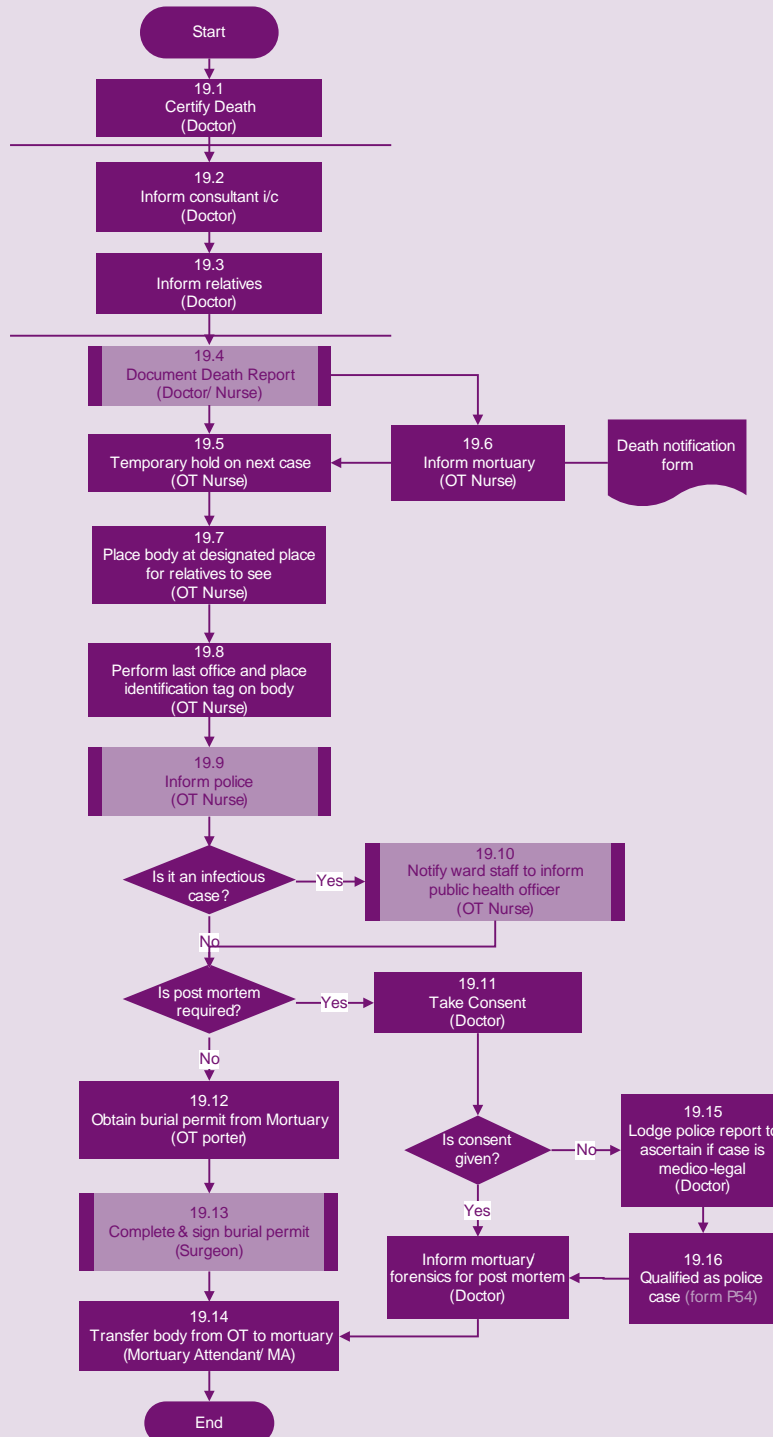 Start
19.1
Certify Death
(Doctor)
19.2
Inform consultant i/c
(Doctor)
19.3
Inform relatives
(Doctor)
19.4
Document Death Report
(Doctor/ Nurse)
19.5
Temporary hold on next case
(OT Nurse)
19.6
Inform mortuary
(OT Nurse)
Death notification
form
19.7
Place body at designated place
for relatives to see
(OT Nurse)
19.8
Perform last office and place
identification tag on body
(OT Nurse)
19.9
Inform police
(OT Nurse)
Is it an infectious
case?
Yes
19.10
Notify ward staff to inform
public health officer
(OT Nurse)
No
Is post mortem
required?
Yes
19.11
Take Consent
(Doctor)
No
19.12
Obtain burial permit from Mortuary
(OT porter)
Is consent
given?
No
19.15
Lodge police report to
ascertain if case is
medico-legal
(Doctor)
Yes
19.13
Complete & sign burial permit
(Surgeon)
Inform mortuary/
forensics for post mortem
(Doctor)
19.16
Qualified as police
case (form P54)
19.14
Transfer body from OT to mortuary
(Mortuary Attendant/ MA)
End